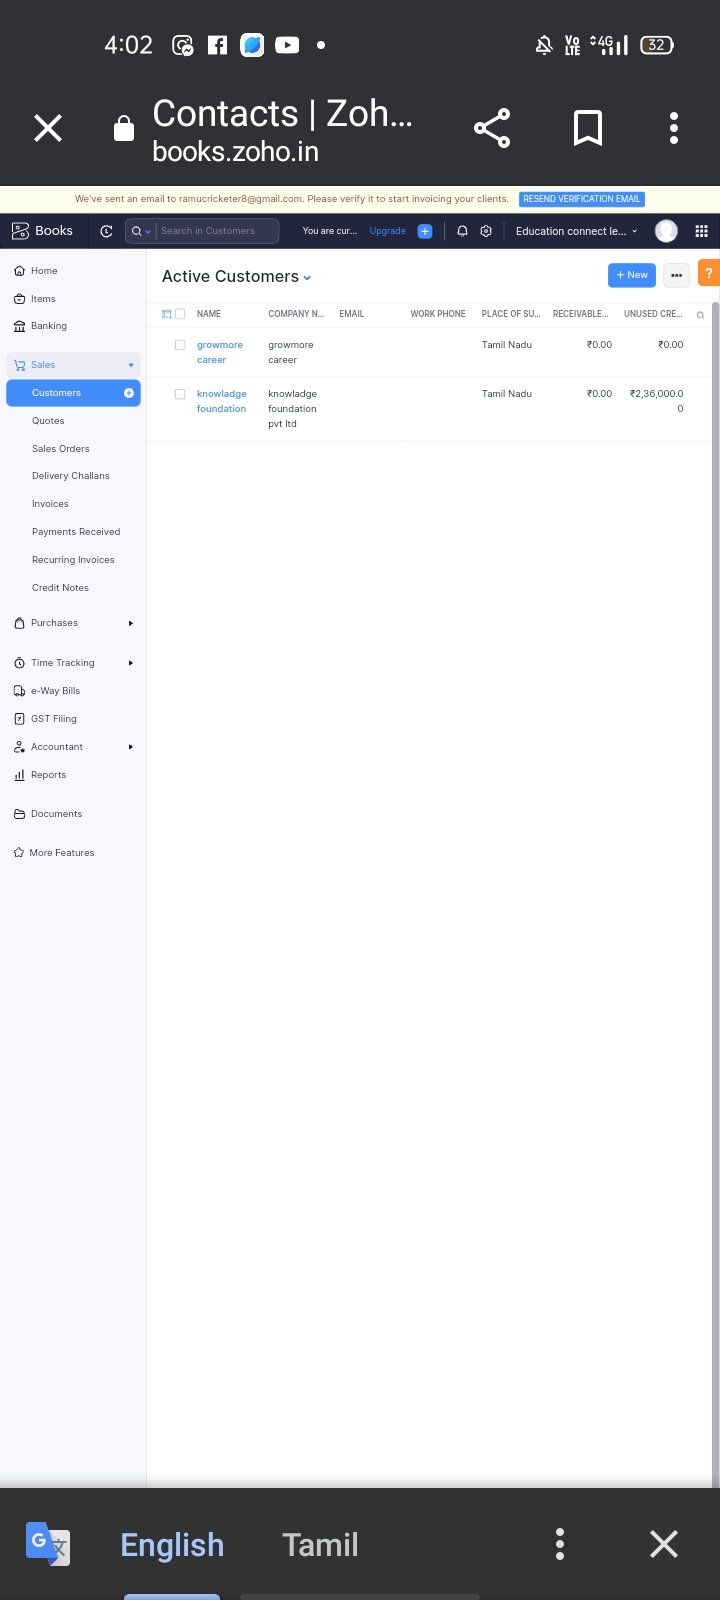 4:02
Vo LTE
4G
32
Contacts | Zoh...
books.zoho.in
We've sent an email to ramucricketer8@gmail.com. Please verify it to start invoicing your clients. RESEND VERIFICATION EMAIL
Books
Search in Customers
You are cur...
Upgrade
Education connect le...
Home
Items
Banking
Sales
Customers
Quotes
Sales Orders
Delivery Challans
Invoices
Payments Received
Recurring Invoices
Credit Notes
Purchases
Time Tracking
e-Way Bills
GST Filing
Accountant
Reports
Documents
More Features
Active Customers
+ New
?
NAME COMPANY N... EMAIL WORK PHONE PLACE OF SU... RECEIVABLE... UNUSED CRE...
growmore career
growmore career
Tamil Nadu ₹0.00 ₹0.00
knowladge foundation
knowladge foundation pvt ltd
Tamil Nadu ₹0.00 ₹2,36,000.00
G
English Tamil